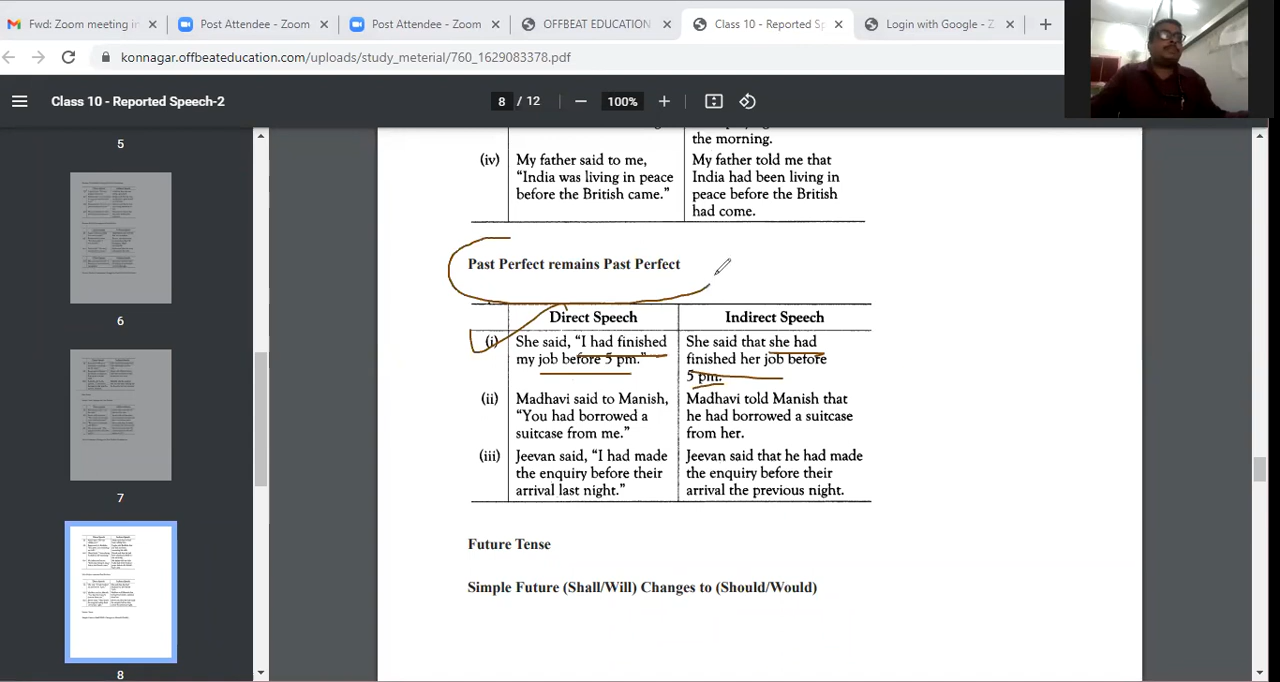 Fwd: Zoom meeting in
Post Attendee - Zoom
Post Attendee - Zoom
OFFBEAT EDUCATION
Class 10 - Reported Sp
Login with Google - Z
konnagar.offbeateducation.com/uploads/study_meterial/760_1629083378.pdf
Class 10 - Reported Speech-2
8 / 12
100%
5
6
7
8
the morning.
(iv) My father said to me, My father told me that
“India was living in peace India had been living in
before the British came.” peace before the British
had come.
Past Perfect remains Past Perfect
Direct Speech Indirect Speech
(i) She said, “I had finished She said that she had
my job before 5 pm.” finished her job before
5 pm.
(ii) Madhavi said to Manish, Madhavi told Manish that
“You had borrowed a he had borrowed a suitcase
suitcase from me.” from her.
(iii) Jeevan said, “I had made Jeevan said that he had made
the enquiry before their the enquiry before their
arrival last night.” arrival the previous night.
Future Tense
Simple Future (Shall/Will) Changes to (Should/Would)